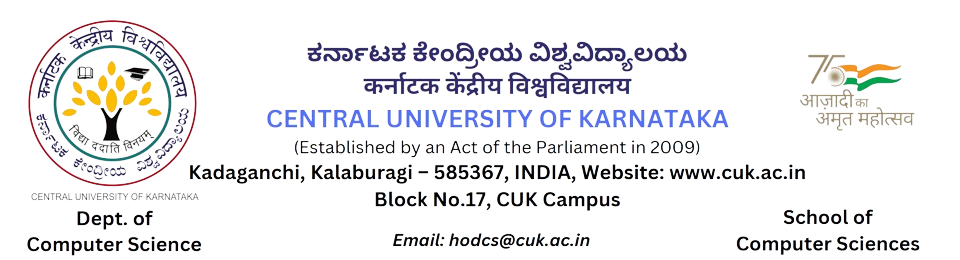 कर्नाटक केन्द्रीय विश्वविद्यालय
ಕರ್ನಾಟಕ ಕೇಂದ್ರೀಯ ವಿಶ್ವವಿದ್ಯಾಲಯ
विद्या ददाति विनयम्
CENTRAL UNIVERSITY OF KARNATAKA
Dept. of
Computer Science
ಕರ್ನಾಟಕ ಕೇಂದ್ರೀಯ ವಿಶ್ವವಿದ್ಯಾಲಯ
कर्नाटक केंद्रीय विश्वविद्यालय
CENTRAL UNIVERSITY OF KARNATAKA
(Established by an Act of the Parliament in 2009)
Kadaganchi, Kalaburagi – 585367, INDIA, Website: www.cuk.ac.in
Block No.17, CUK Campus
Email: hodcs@cuk.ac.in
75
आज़ादी का
अमृत महोत्सव
School of
Computer Sciences